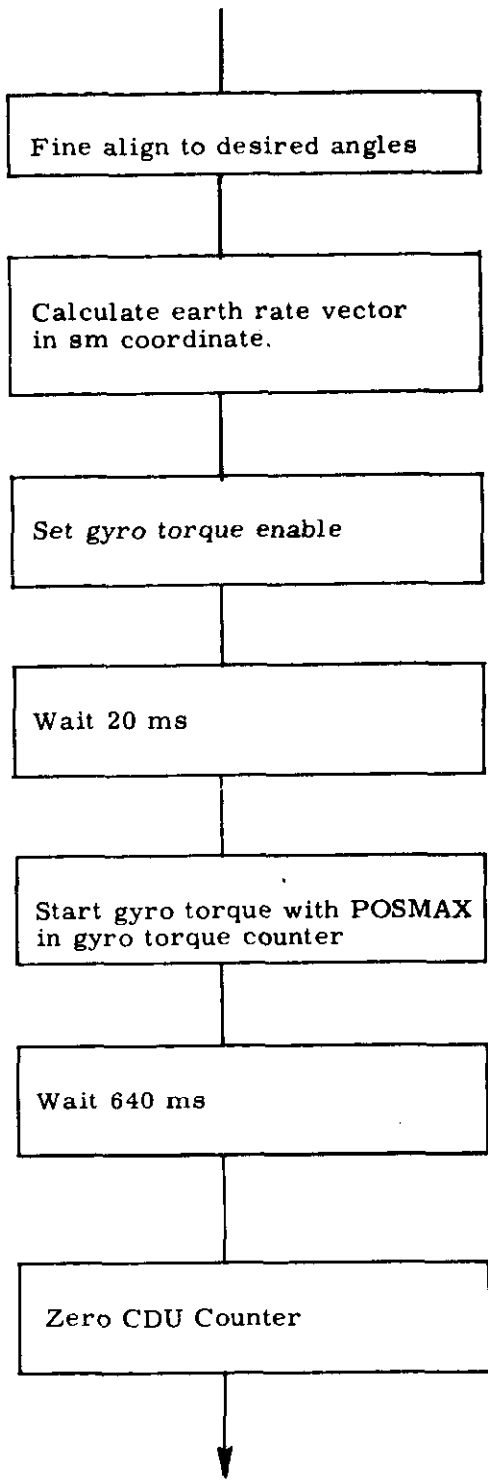 Fine align to desired angles
Calculate earth rate vector
in sm coordinate.
Set gyro torque enable
Wait 20 ms
Start gyro torque with POSMAX
in gyro torque counter
Wait 640 ms
Zero CDU Counter